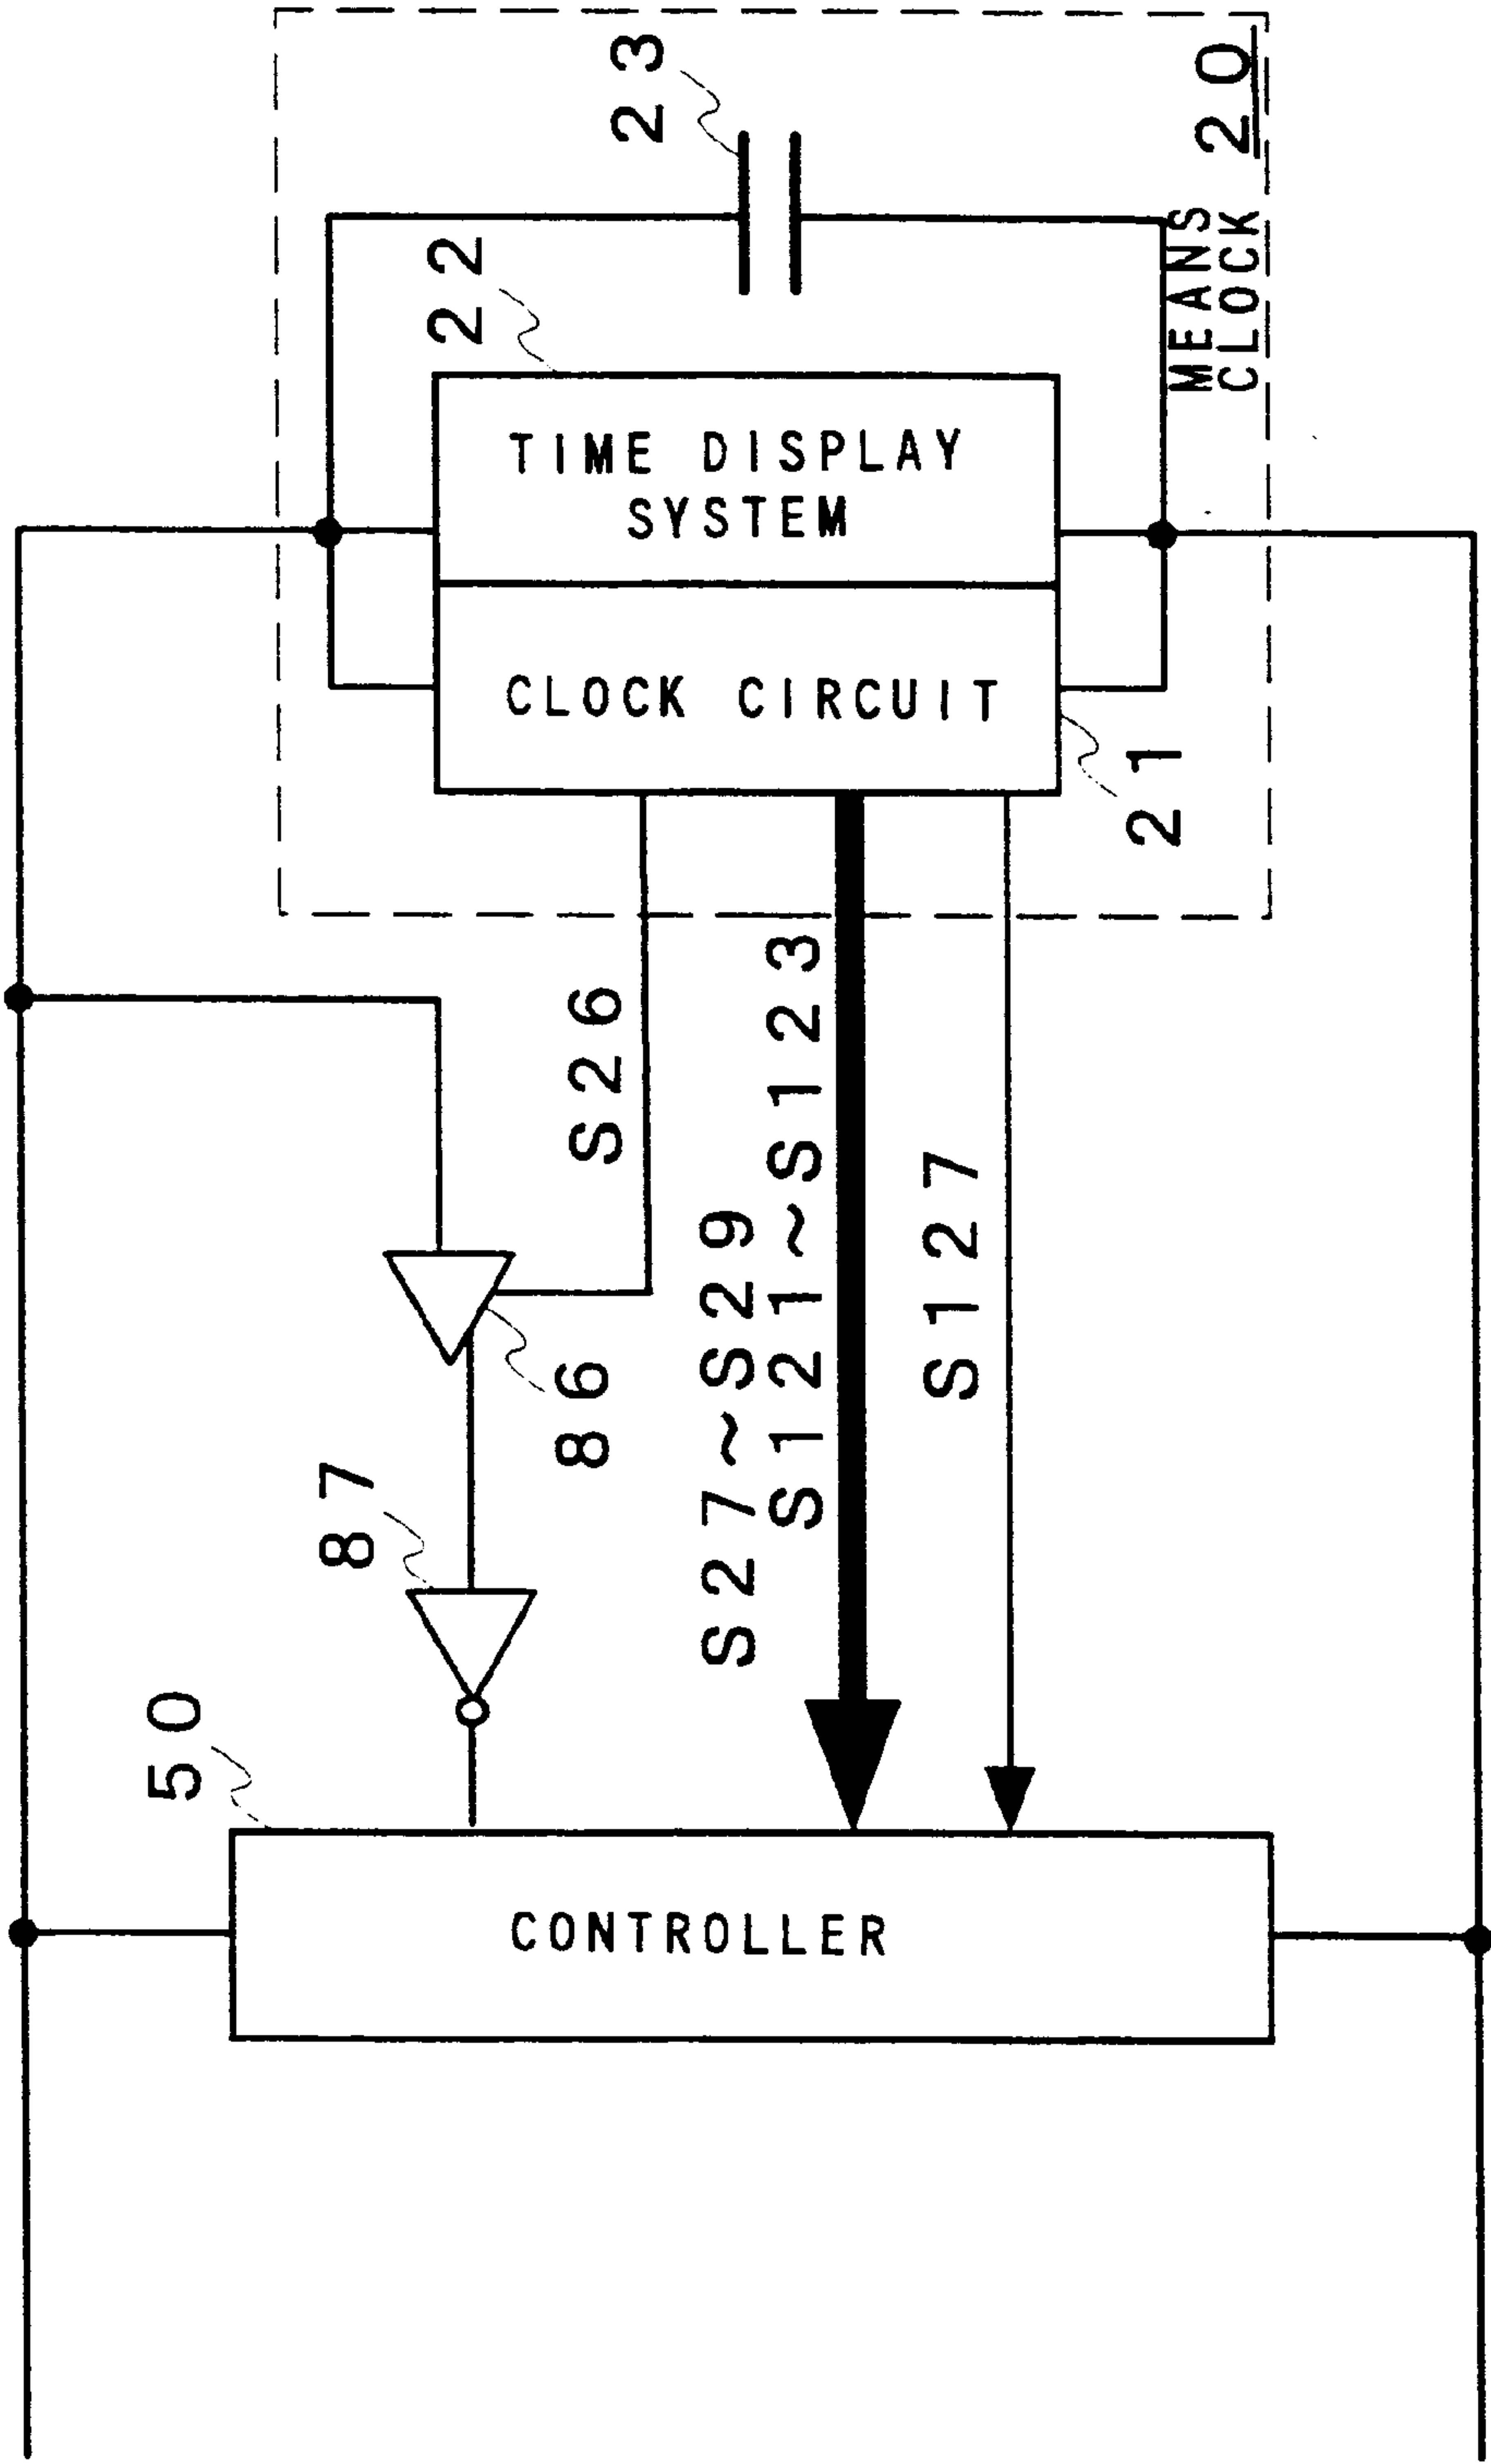 23
22
MEANS
CLOCK
20
TIME DISPLAY
SYSTEM
CLOCK CIRCUIT
21
S26
S27~S29
S121~S123
S127
86
87
50
CONTROLLER